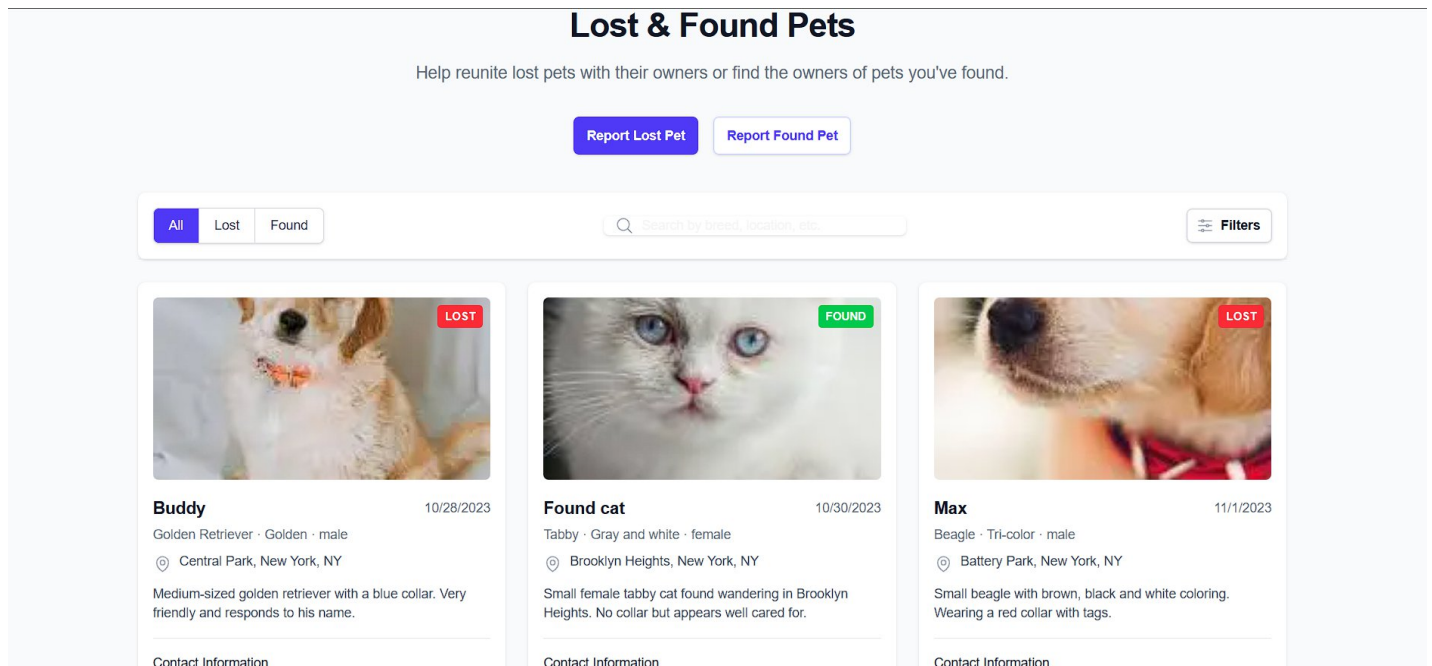 Lost & Found Pets
Help reunite lost pets with their owners or find the owners of pets you've found.
Report Lost Pet
Report Found Pet
All
Lost
Found
Search by breed, location, etc.
Filters
LOST
Buddy
10/28/2023
Golden Retriever · Golden · male
Central Park, New York, NY
Medium-sized golden retriever with a blue collar. Very
friendly and responds to his name.
Contact Information
FOUND
Found cat
10/30/2023
Tabby · Gray and white · female
Brooklyn Heights, New York, NY
Small female tabby cat found wandering in Brooklyn
Heights. No collar but appears well cared for.
Contact Information
LOST
Max
11/1/2023
Beagle · Tri-color · male
Battery Park, New York, NY
Small beagle with brown, black and white coloring.
Wearing a red collar with tags.
Contact Information